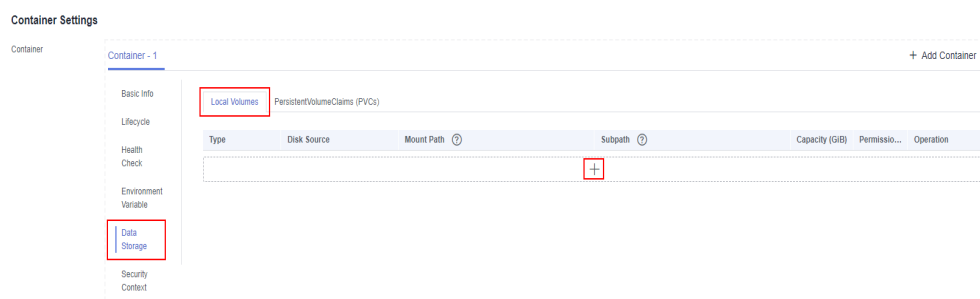 Container Settings
Container
Container - 1
+ Add Container
Basic Info
Lifecycle
Health
Check
Environment
Variable
Data
Storage
Security
Context
Local Volumes PersistentVolumeClaims (PVCs)
Type Disk Source Mount Path ? Subpath ? Capacity (GiB) Permissio... Operation
+